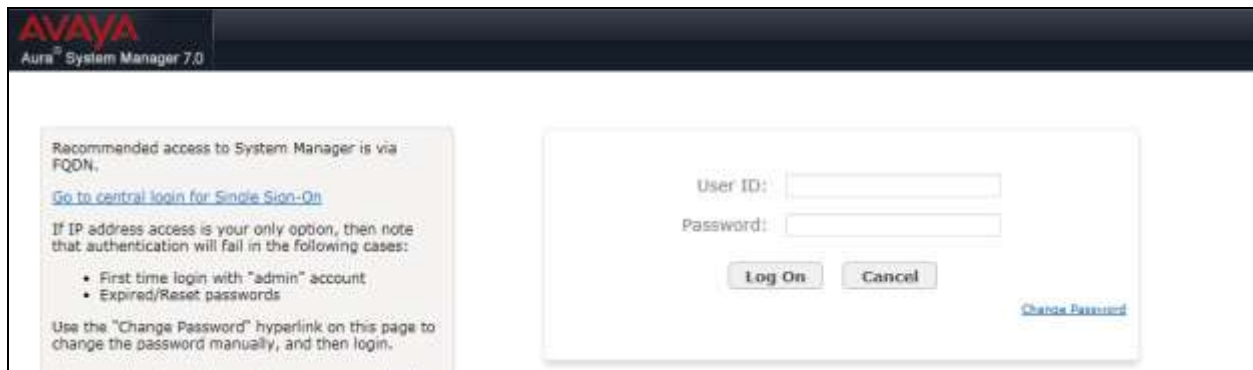 AVAYA
Aura® System Manager 7.0
Recommended access to System Manager is via
FQDN.
Go to central login for Single Sign-On
If IP address access is your only option, then note
that authentication will fail in the following cases:
• First time login with "admin" account
• Expired/Reset passwords
Use the "Change Password" hyperlink on this page to
change the password manually, and then login.
User ID:
Password:
Log On Cancel
Change Password